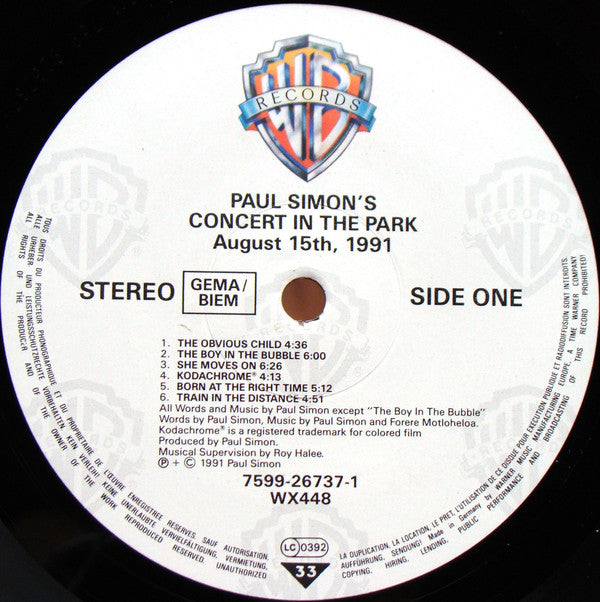 WB
RECORDS
PAUL SIMON'S
CONCERT IN THE PARK
August 15th, 1991
STEREO
GEMA/
BIEM
SIDE ONE
1. THE OBVIOUS CHILD 4:36
2. THE BOY IN THE BUBBLE 6:00
3. SHE MOVES ON 6:26
4. KODACHROME® 4:13
5. BORN AT THE RIGHT TIME 5:12
6. TRAIN IN THE DISTANCE 4:51
All Words and Music by Paul Simon except "The Boy In The Bubble"
Words by Paul Simon, Music by Paul Simon and Forere Motloheloa.
Kodachrome® is a registered trademark for colored film
Produced by Paul Simon.
Musical Supervision by Roy Halee.
℗ + © 1991 Paul Simon
7599-26737-1
WX448
LC 0392
33
TOUS DROITS DU PRODUCTEUR PHONOGRAPHIQUE ET DU PROPRIETAIRE DE L'ŒUVRE ENREGISTREE RESERVES. SAUF AUTORISATION,
LA DUPLICATION, LA LOCATION, LE PRET, L'UTILISATION DE CE DISQUE POUR EXECUTION PUBLIQUE ET RADIODIFFUSION SONT INTERDITS.
ALLE URHEBER UND LEISTUNGSSCHUTZRECHTE VORBEHALTEN KEIN VERLEIH! KEINE UNERLAUBTE VERVIELFÄLTIGUNG, VERMIETUNG,
AUFFÜHRUNG, SENDUNG! Made in Germany by WARNER MUSIC MANUFACTURING EUROPE, A TIME WARNER COMPANY
ALL RIGHTS OF THE PRODUCER AND OF THE OWNER OF THE WORK REPRODUCED RESERVED. UNAUTHORIZED
COPYING, HIRING, LENDING, PUBLIC PERFORMANCE AND BROADCASTING OF THIS RECORD PROHIBITED!